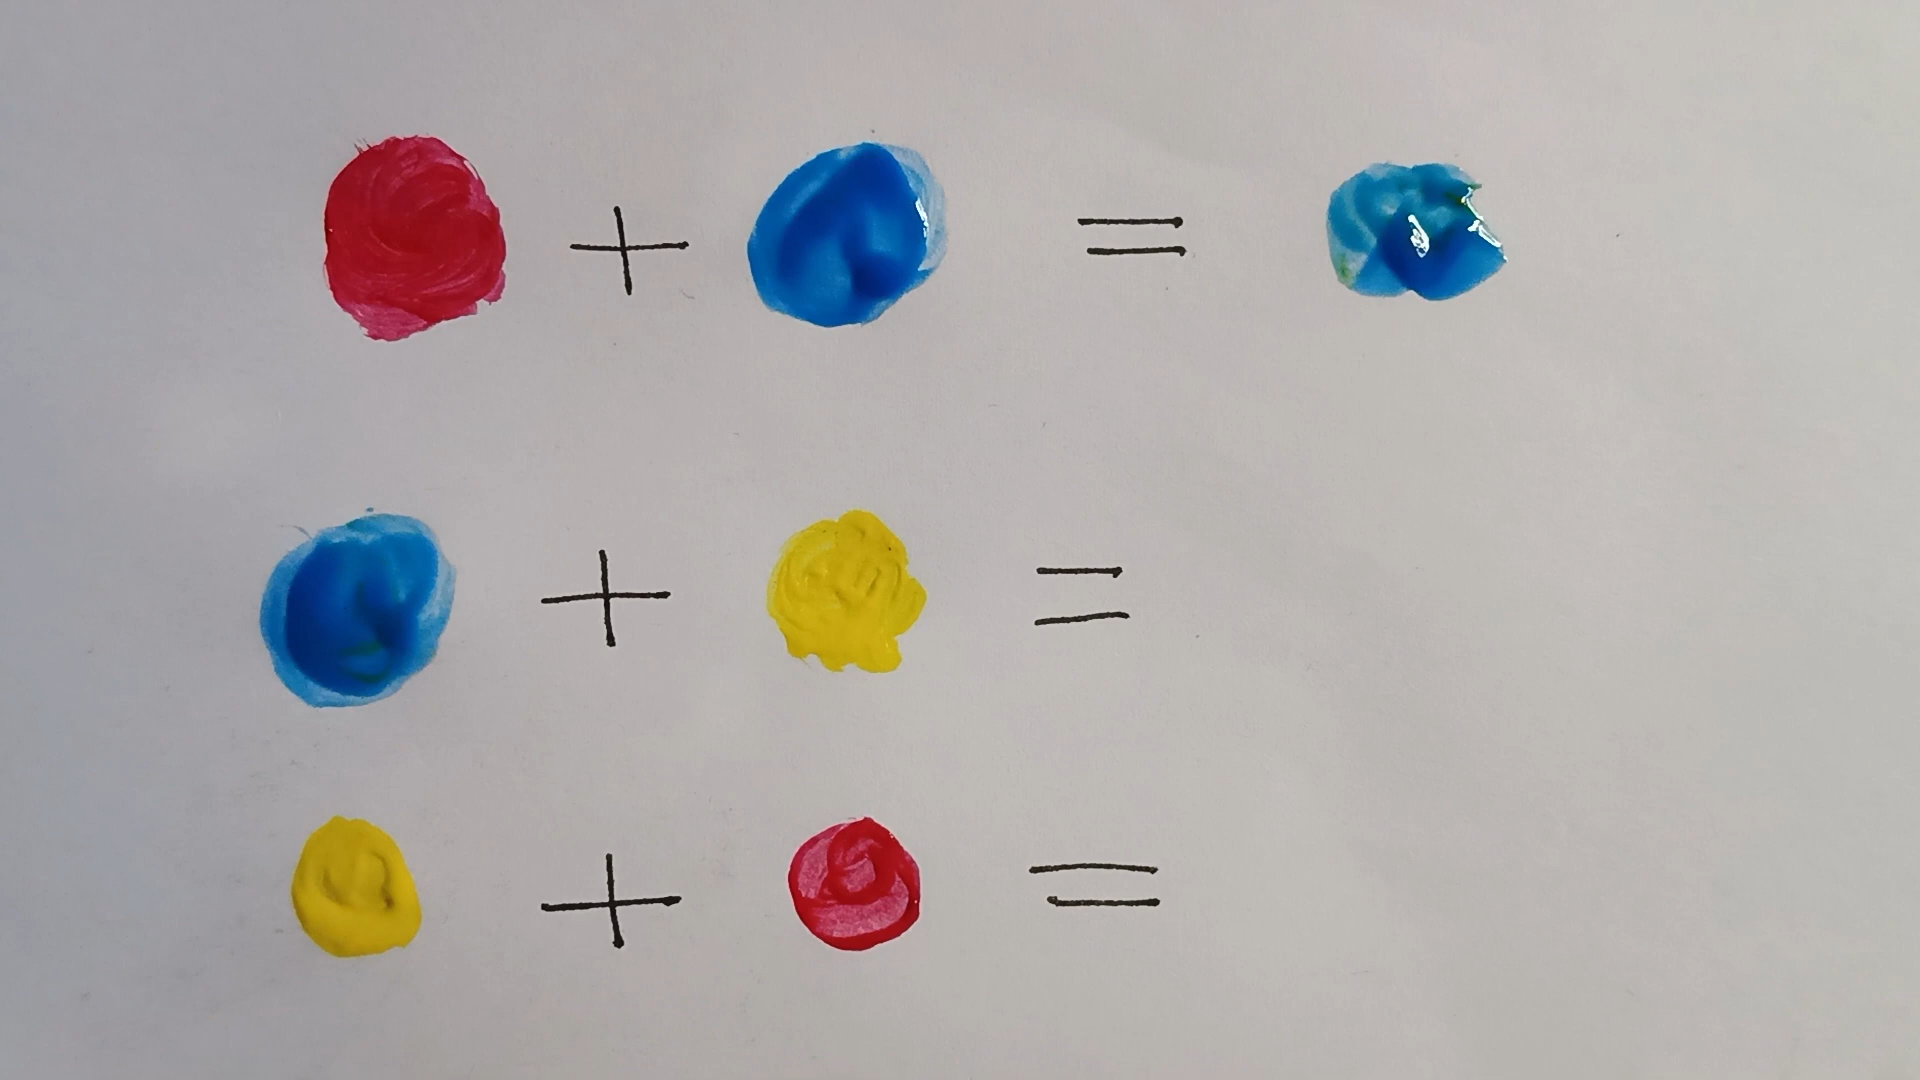 + =
+ =
+ =